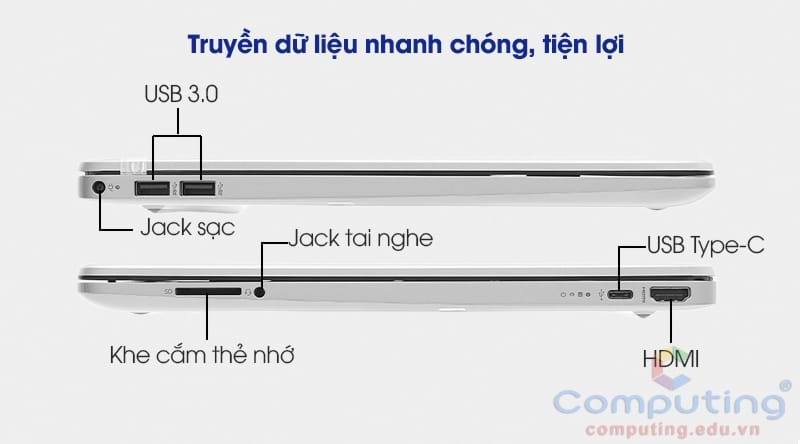 Truyền dữ liệu nhanh chóng, tiện lợi
USB 3.0
Jack sạc
Jack tai nghe
USB Type-C
SD
Khe cắm thẻ nhớ
HDMI
Computing
computing.edu.vn